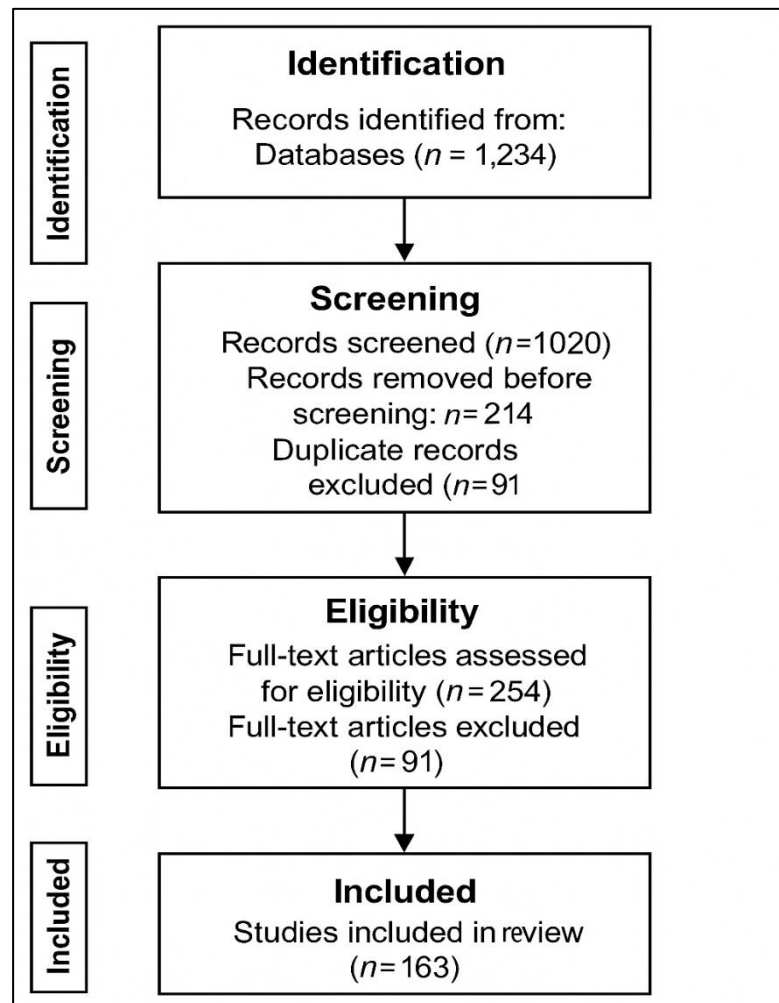 Identification
Identification
Records identified from:
Databases (n = 1,234)
Screening
Screening
Records screened (n=1020)
Records removed before
screening: n= 214
Duplicate records
excluded (n=91
Eligibility
Eligibility
Full-text articles assessed
for eligibility (n= 254)
Full-text articles excluded
(n= 91)
Included
Included
Studies included in review
(n= 163)